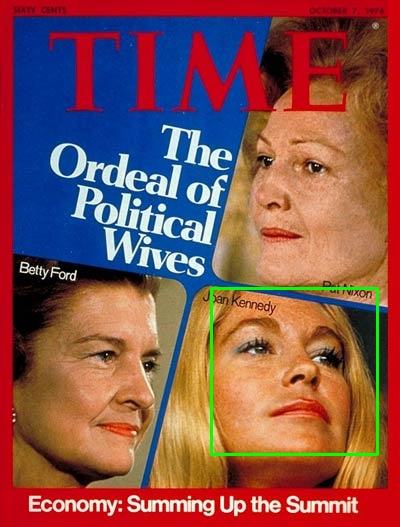 SIXTY CENTS
OCTOBER 7, 1974
TIME
®
The
Ordeal of
Political
Wives
Betty Ford
Pat Nixon
Joan Kennedy
Economy: Summing Up the Summit